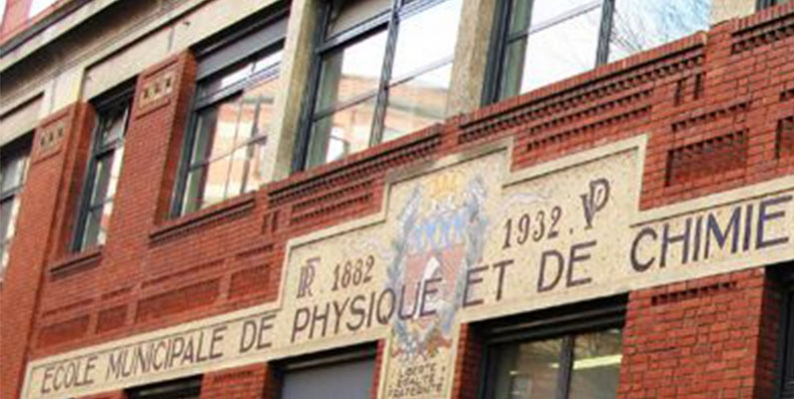 RF . 1882
1932 . VP
ECOLE MUNICIPALE DE PHYSIQUE ET DE CHIMIE
LIBERTE
EGALITE
FRATERNITE